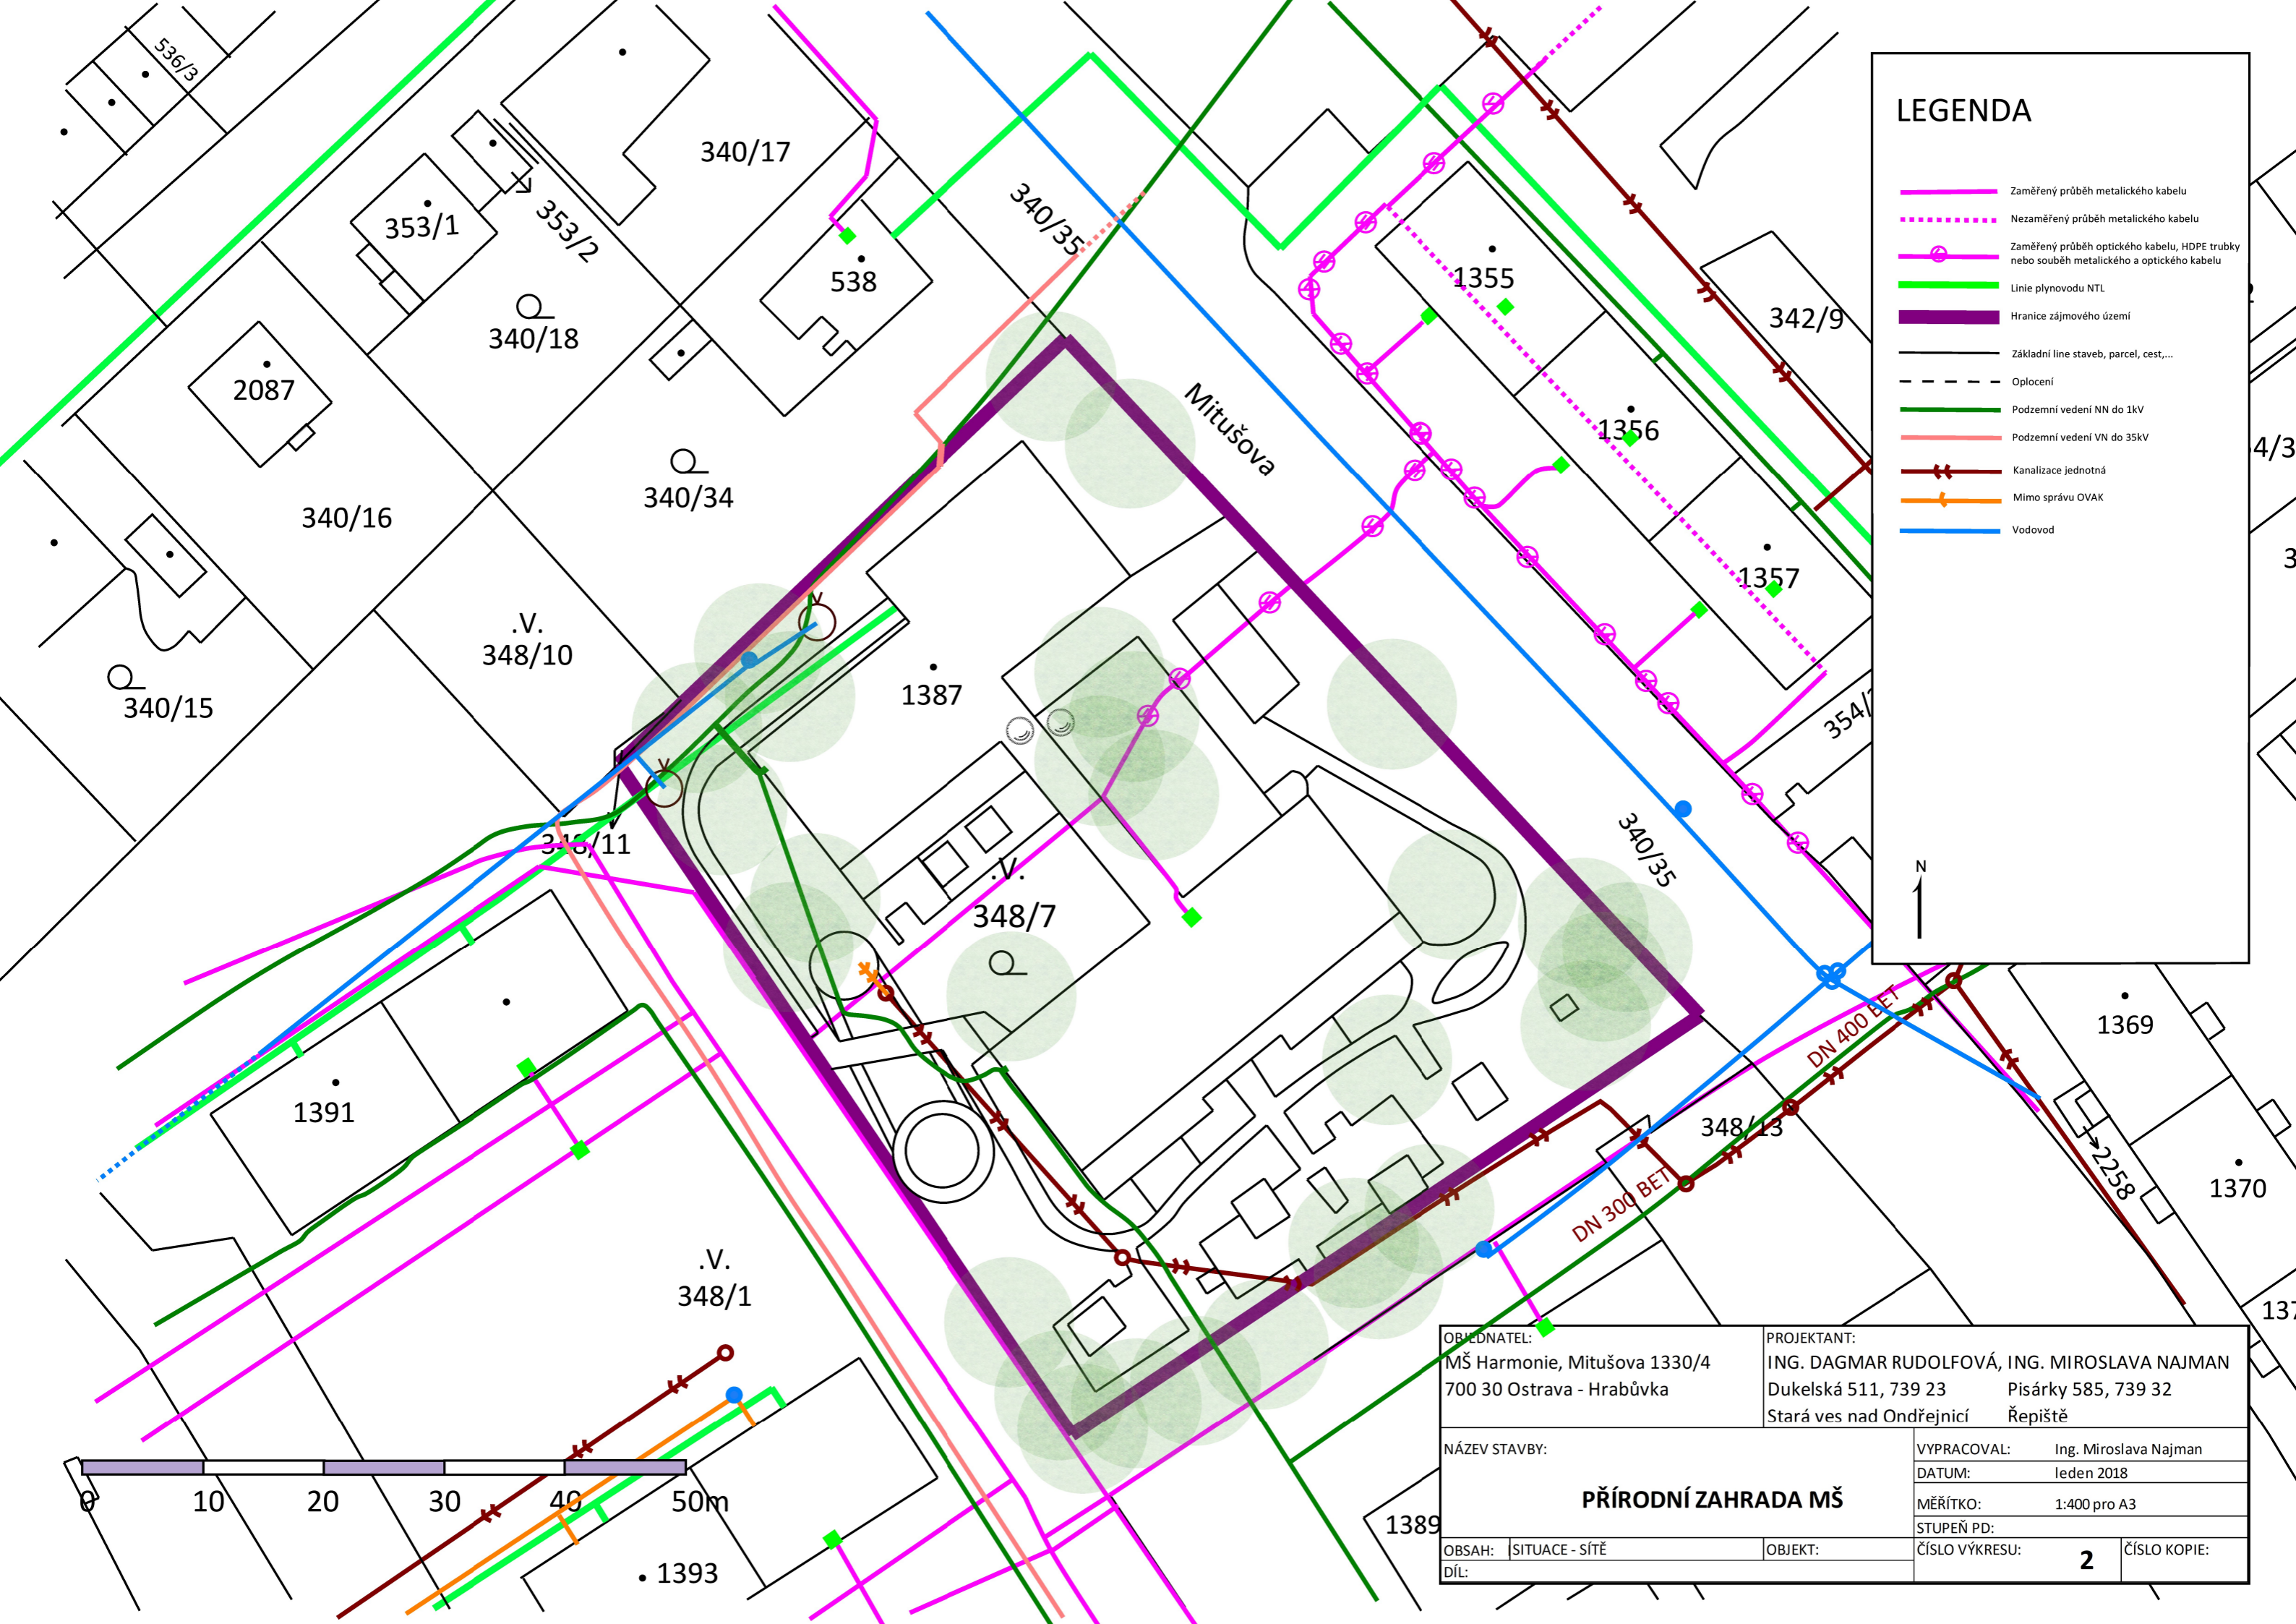 536/3
353/1
353/2
340/17
340/35
538
340/18
2087
340/16
340/34
340/15
.V.
348/10
1387
Mitušova
1355
1356
1357
342/9
354/
340/35
348/11
.V.
348/7
1391
.V.
348/1
1393
1389
348/13
DN 400 BET
DN 300 BET
1369
1370
2258
137
4/3
LEGENDA
Zaměřený průběh metalického kabelu
Nezaměřený průběh metalického kabelu
Zaměřený průběh optického kabelu, HDPE trubky
nebo souběh metalického a optického kabelu
Linie plynovodu NTL
Hranice zájmového území
Základní line staveb, parcel, cest,...
Oplocení
Podzemní vedení NN do 1kV
Podzemní vedení VN do 35kV
Kanalizace jednotná
Mimo správu OVAK
Vodovod
N
V
V
0 10 20 30 40 50m
OBJEDNATEL:
MŠ Harmonie, Mitušova 1330/4
700 30 Ostrava - Hrabůvka
PROJEKTANT:
ING. DAGMAR RUDOLFOVÁ, ING. MIROSLAVA NAJMAN
Dukelská 511, 739 23 Pisárky 585, 739 32
Stará ves nad Ondřejnicí Řepiště
NÁZEV STAVBY:
PŘÍRODNÍ ZAHRADA MŠ
VYPRACOVAL: Ing. Miroslava Najman
DATUM: leden 2018
MĚŘÍTKO: 1:400 pro A3
STUPEŇ PD:
OBSAH: SITUACE - SÍTĚ
OBJEKT:
ČÍSLO VÝKRESU: 2
ČÍSLO KOPIE:
DÍL: